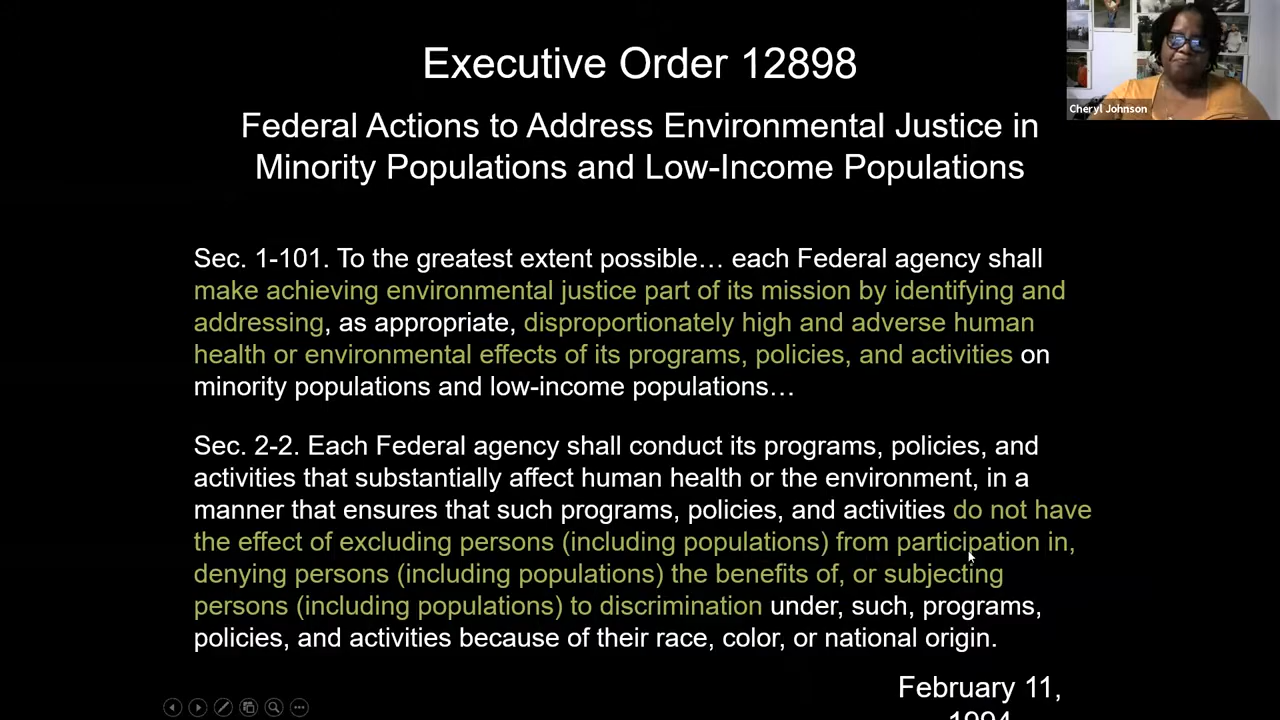 Executive Order 12898
Cheryl Johnson
Federal Actions to Address Environmental Justice in
Minority Populations and Low-Income Populations
Sec. 1-101. To the greatest extent possible… each Federal agency shall
make achieving environmental justice part of its mission by identifying and
addressing, as appropriate, disproportionately high and adverse human
health or environmental effects of its programs, policies, and activities on
minority populations and low-income populations…
Sec. 2-2. Each Federal agency shall conduct its programs, policies, and
activities that substantially affect human health or the environment, in a
manner that ensures that such programs, policies, and activities do not have
the effect of excluding persons (including populations) from participation in,
denying persons (including populations) the benefits of, or subjecting
persons (including populations) to discrimination under, such, programs,
policies, and activities because of their race, color, or national origin.
February 11,
1994